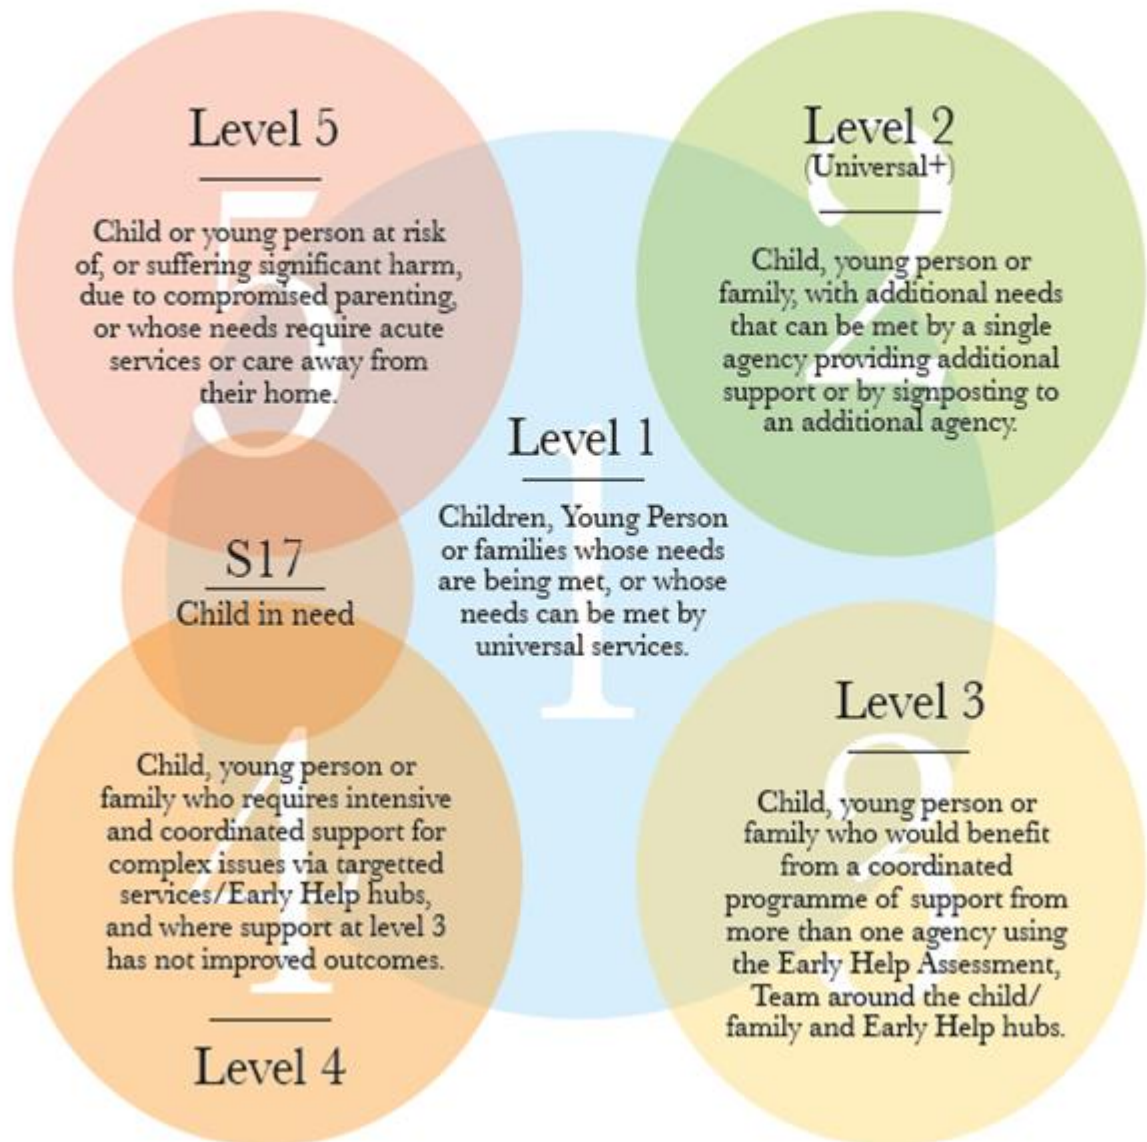 Level 5
5
Child or young person at risk
of, or suffering significant harm,
due to compromised parenting,
or whose needs require acute
services or care away from
their home.
Level 2
(Universal+)
2
Child, young person or
family, with additional needs
that can be met by a single
agency providing additional
support or by signposting to
an additional agency.
Level 1
1
Children, Young Person
or families whose needs
are being met, or whose
needs can be met by
universal services.
S17
Child in need
4
Child, young person or
family who requires intensive
and coordinated support for
complex issues via targetted
services/Early Help hubs,
and where support at level 3
has not improved outcomes.
Level 4
Level 3
3
Child, young person or
family who would benefit
from a coordinated
programme of support from
more than one agency using
the Early Help Assessment,
Team around the child/
family and Early Help hubs.